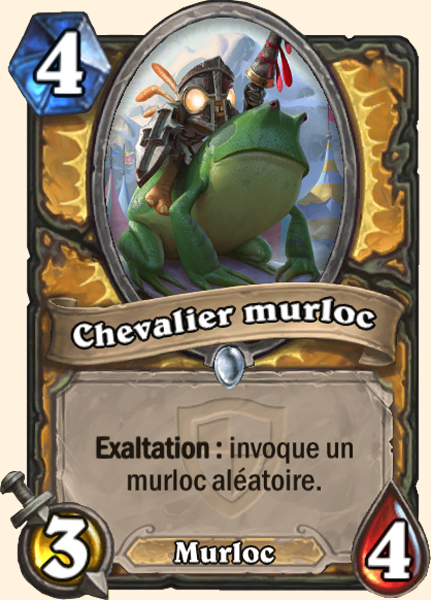 4
Chevalier murloc
Exaltation : invoque un
murloc aléatoire.
3
Murloc
4